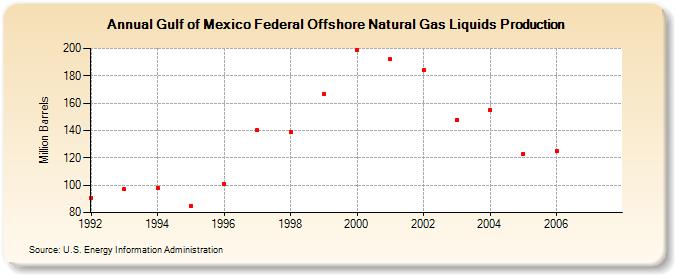 Annual Gulf of Mexico Federal Offshore Natural Gas Liquids Production
Million Barrels
200
180
160
140
120
100
80
1992 1994 1996 1998 2000 2002 2004 2006
Source: U.S. Energy Information Administration